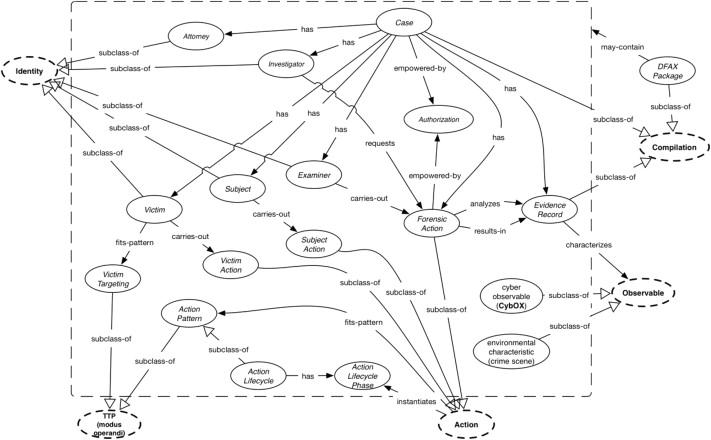 Case
Attorney
has
subclass-of
Investigator
has
Identity
subclass-of
may-contain
DFAX
Package
empowered-by
has
subclass-of
subclass-of
has
has
Authorization
subclass-of
subclass-of
has
requests
has
Compilation
subclass-of
empowered-by
subclass-of
Examiner
Subject
carries-out
analyzes
Evidence
Record
Victim
carries-out
Forensic
Action
results-in
fits-pattern
carries-out
Subject
Action
characterizes
Victim
Targeting
Victim
Action
subclass-of
subclass-of
cyber
observable
(CybOX)
subclass-of
Observable
Action
Pattern
subclass-of
fits-pattern
subclass-of
subclass-of
subclass-of
subclass-of
environmental
characteristic
(crime scene)
Action
Lifecycle
has
Action
Lifecycle
Phase
instantiates
TTP
(modus
operandi)
Action